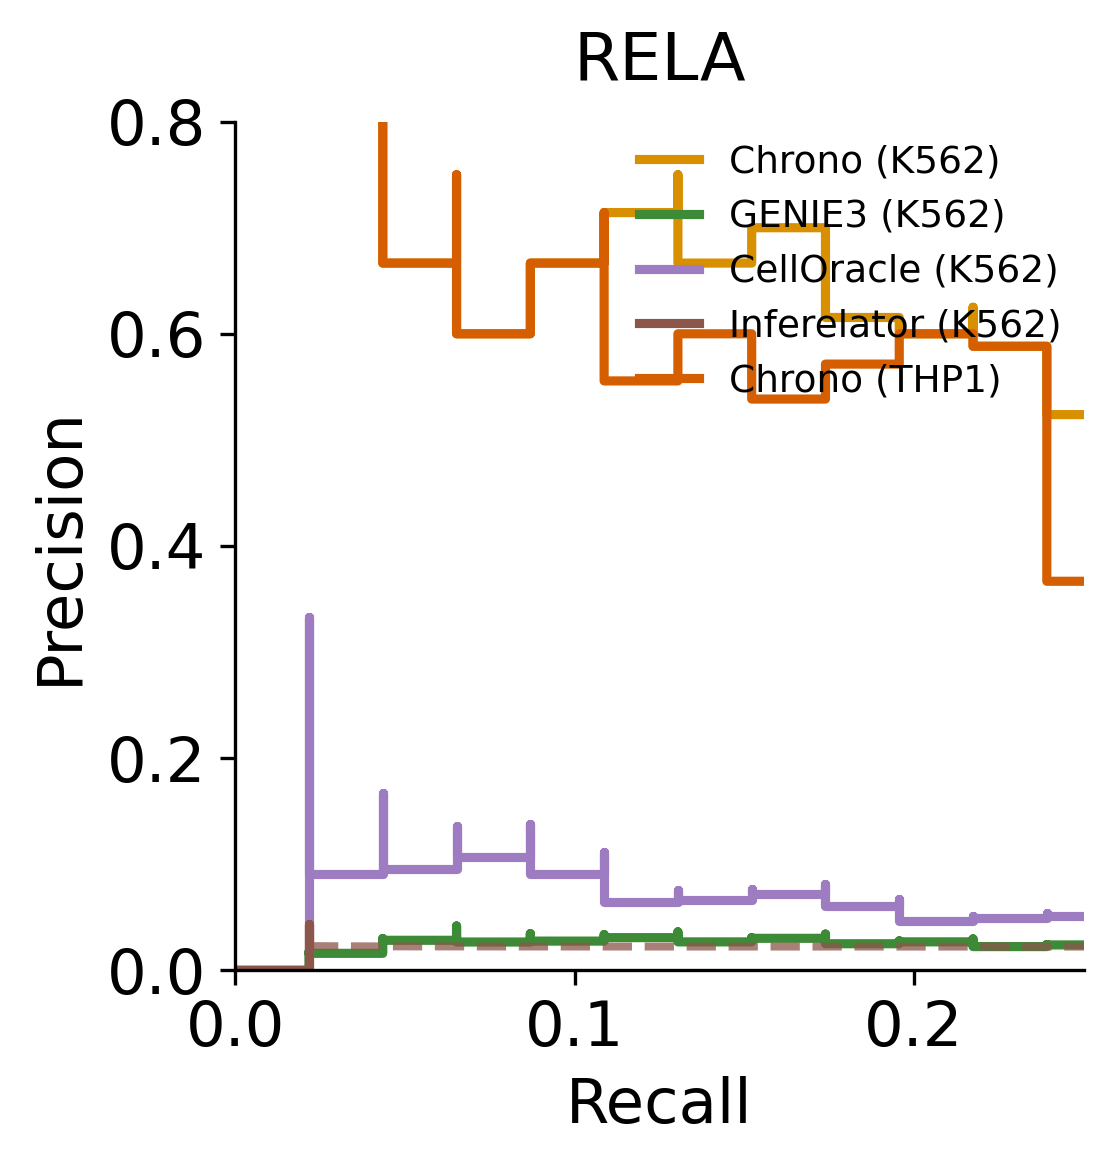 RELA
Precision
0.8
0.6
0.4
0.2
0.0
Chrono (K562)
GENIE3 (K562)
CellOracle (K562)
Inferelator (K562)
Chrono (THP1)
0.0 0.1 0.2
Recall